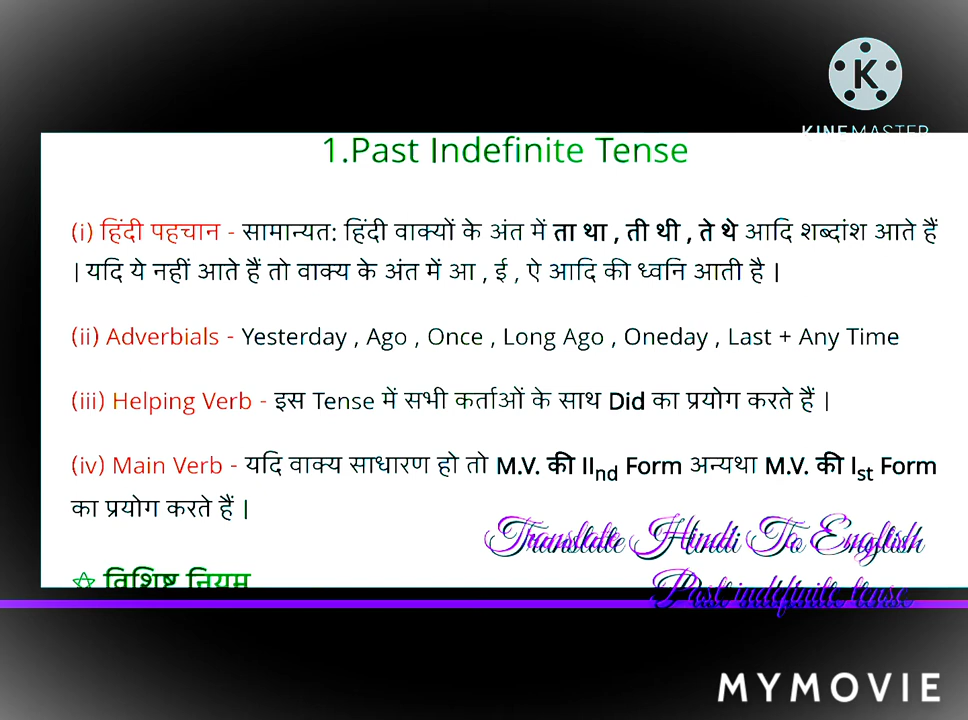 KINEMASTER
1.Past Indefinite Tense
(i) हिंदी पहचान - सामान्यत: हिंदी वाक्यों के अंत में ता था , ती थी , ते थे आदि शब्दांश आते हैं
| यदि ये नहीं आते हैं तो वाक्य के अंत में आ , ई , ऐ आदि की ध्वनि आती है |
(ii) Adverbials - Yesterday , Ago , Once , Long Ago , Oneday , Last + Any Time
(iii) Helping Verb - इस Tense में सभी कर्ताओं के साथ Did का प्रयोग करते हैं |
(iv) Main Verb - यदि वाक्य साधारण हो तो M.V. की IInd Form अन्यथा M.V. की Ist Form
का प्रयोग करते हैं |
Translate Hindi To English
☆ विशिष्ट नियम
Past indefinite tense
MYMOVIE